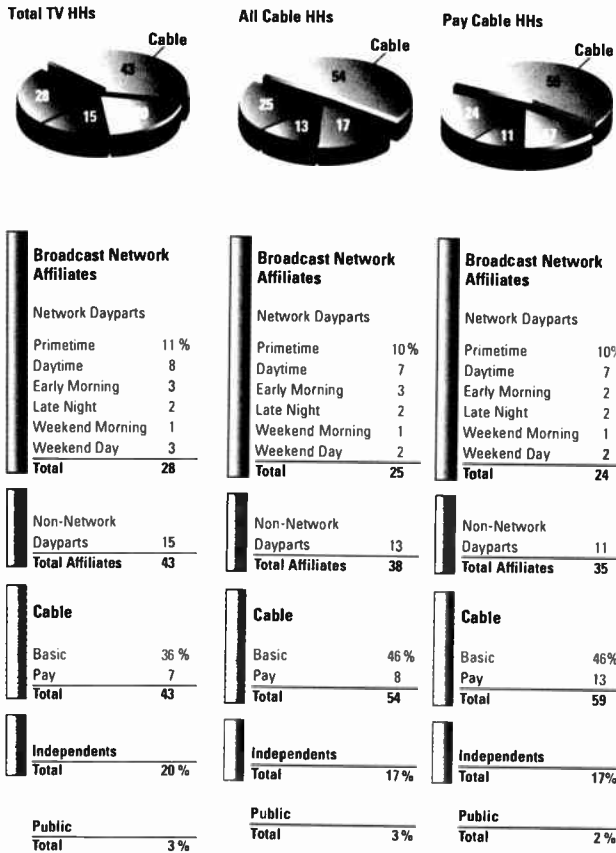 Total TV HHs
Cable
43
28
15
20
Broadcast Network
Affiliates
Network Dayparts
Primetime 11 %
Daytime 8
Early Morning 3
Late Night 2
Weekend Morning 1
Weekend Day 3
Total 28
Non-Network
Dayparts 15
Total Affiliates 43
Cable
Basic 36 %
Pay 7
Total 43
Independents
Total 20 %
Public
Total 3 %
All Cable HHs
Cable
54
25
13
17
Broadcast Network
Affiliates
Network Dayparts
Primetime 10 %
Daytime 7
Early Morning 3
Late Night 2
Weekend Morning 1
Weekend Day 2
Total 25
Non-Network
Dayparts 13
Total Affiliates 38
Cable
Basic 46 %
Pay 8
Total 54
Independents
Total 17 %
Public
Total 3 %
Pay Cable HHs
Cable
24
11
17
Broadcast Network
Affiliates
Network Dayparts
Primetime 10%
Daytime 7
Early Morning 2
Late Night 2
Weekend Morning 1
Weekend Day 2
Total 24
Non-Network
Dayparts 11
Total Affiliates 35
Cable
Basic 46%
Pay 13
Total 59
Independents
Total 17%
Public
Total 2 %